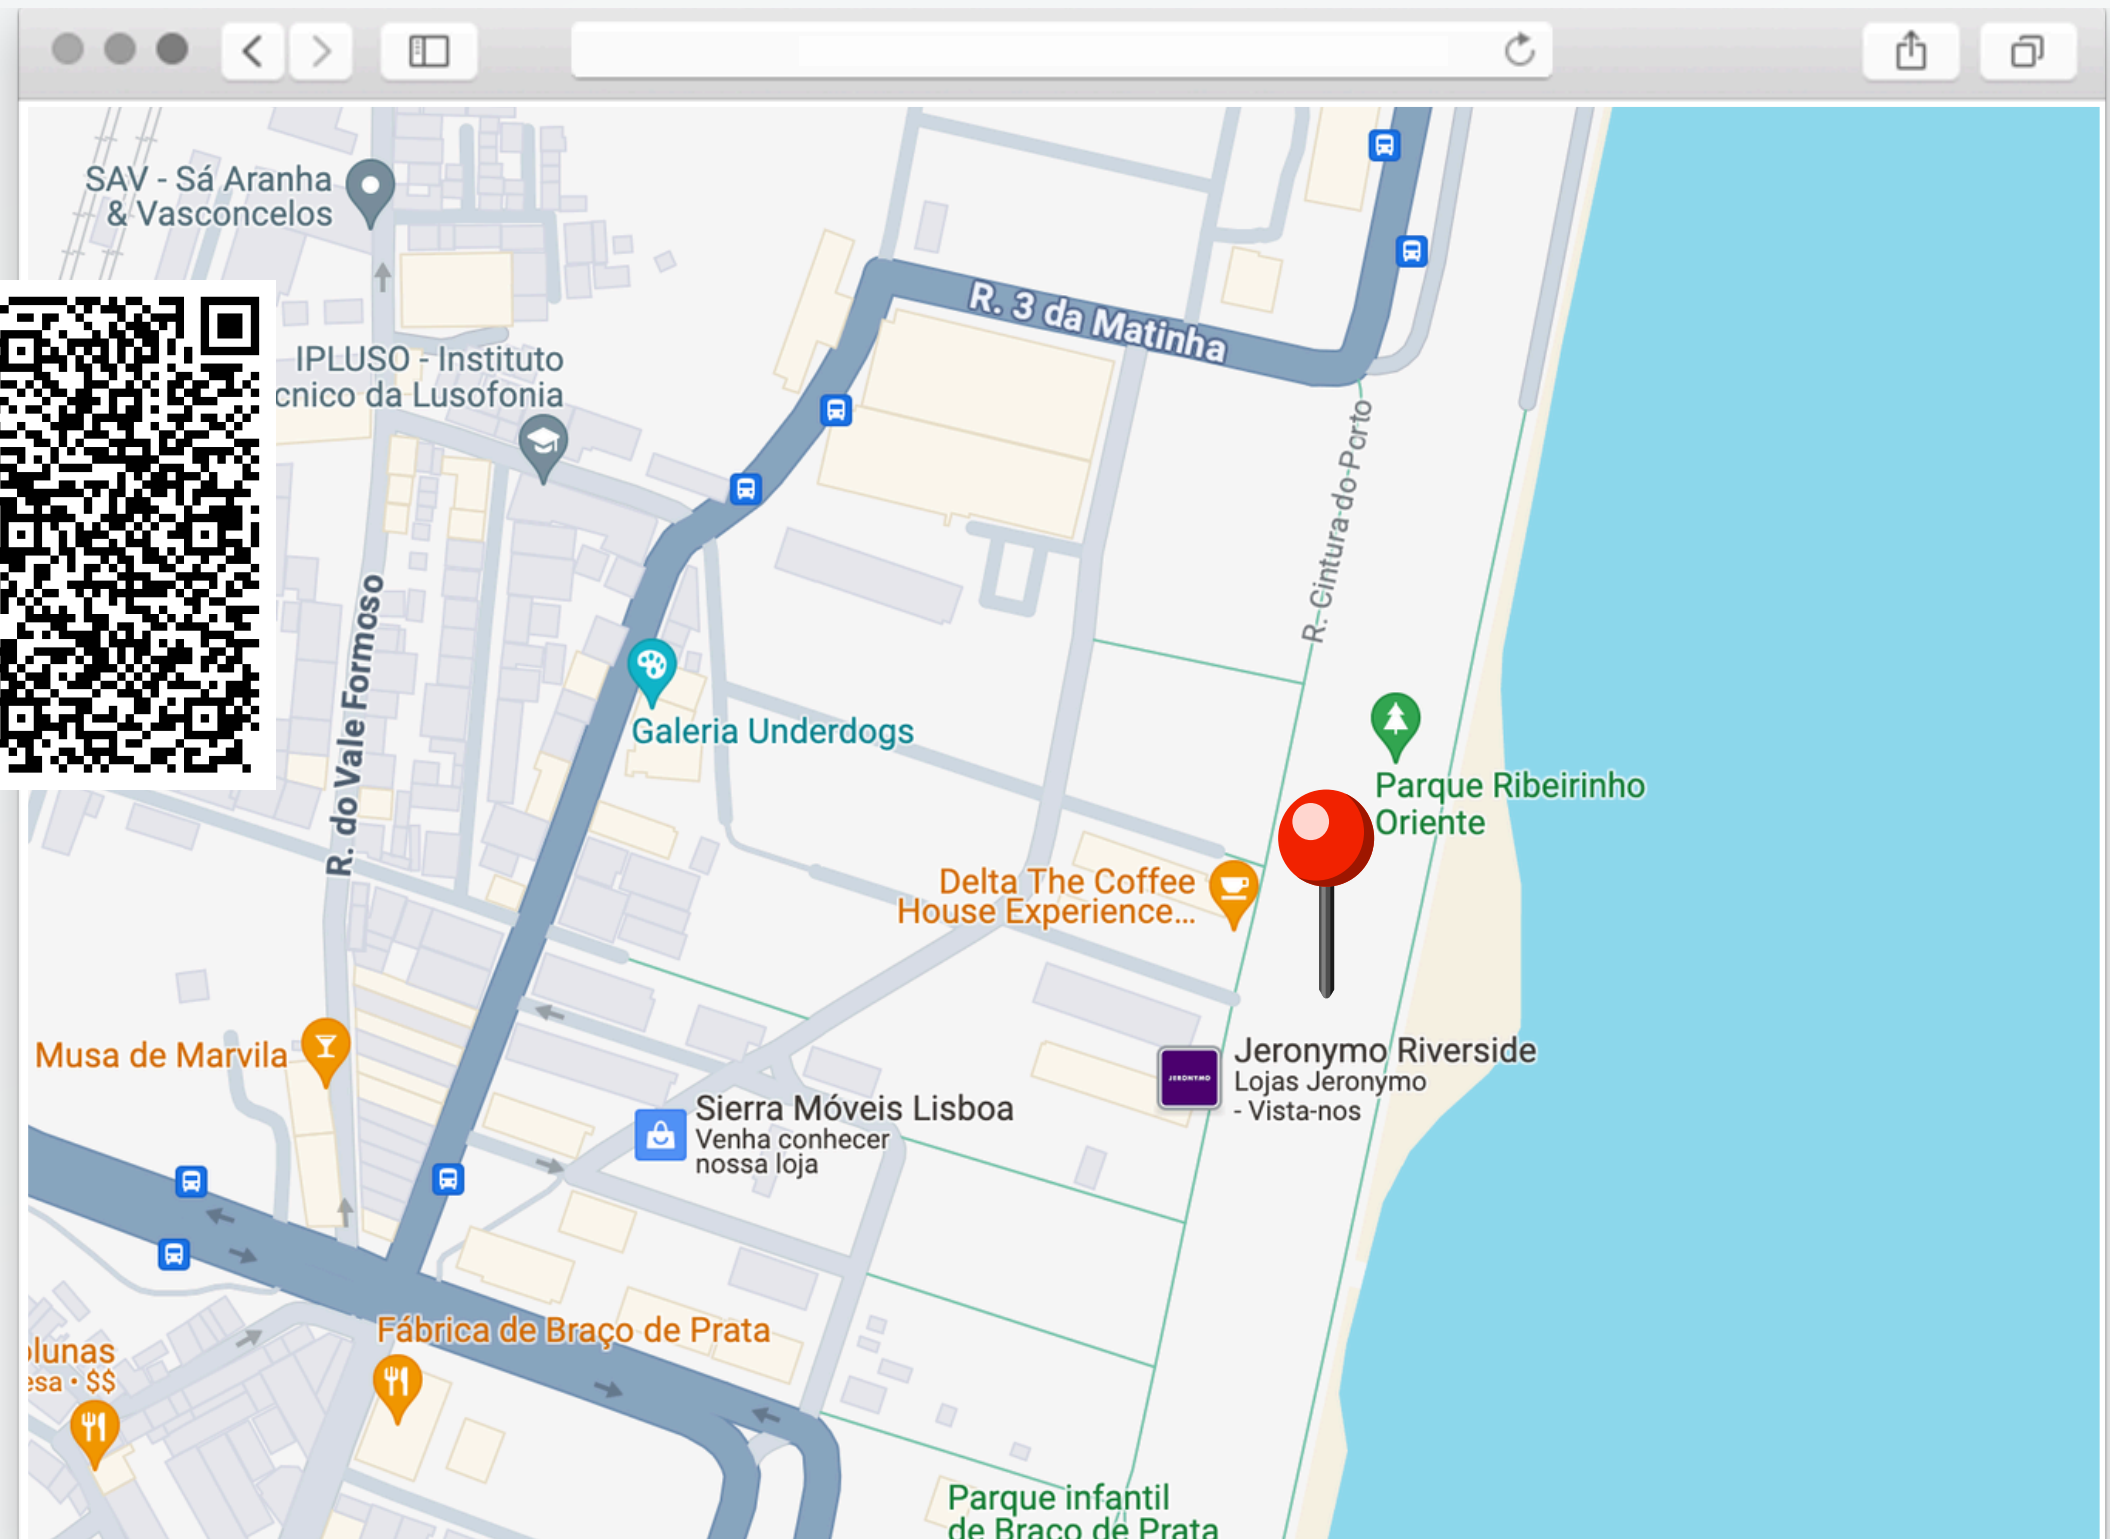 SAV - Sá Aranha
& Vasconcelos
R. 3 da Matinha
IPLUSO - Instituto
cnico da Lusofonia
R. Cintura do Porto
R. do Vale Formoso
Galeria Underdogs
Parque Ribeirinho
Oriente
Delta The Coffee
House Experience...
Musa de Marvila
Jeronymo Riverside
Lojas Jeronymo
- Vista-nos
JERONYMO
Sierra Móveis Lisboa
Venha conhecer
nossa loja
Fábrica de Braço de Prata
lunas
esa • $$
Parque infantil
de Braço de Prata